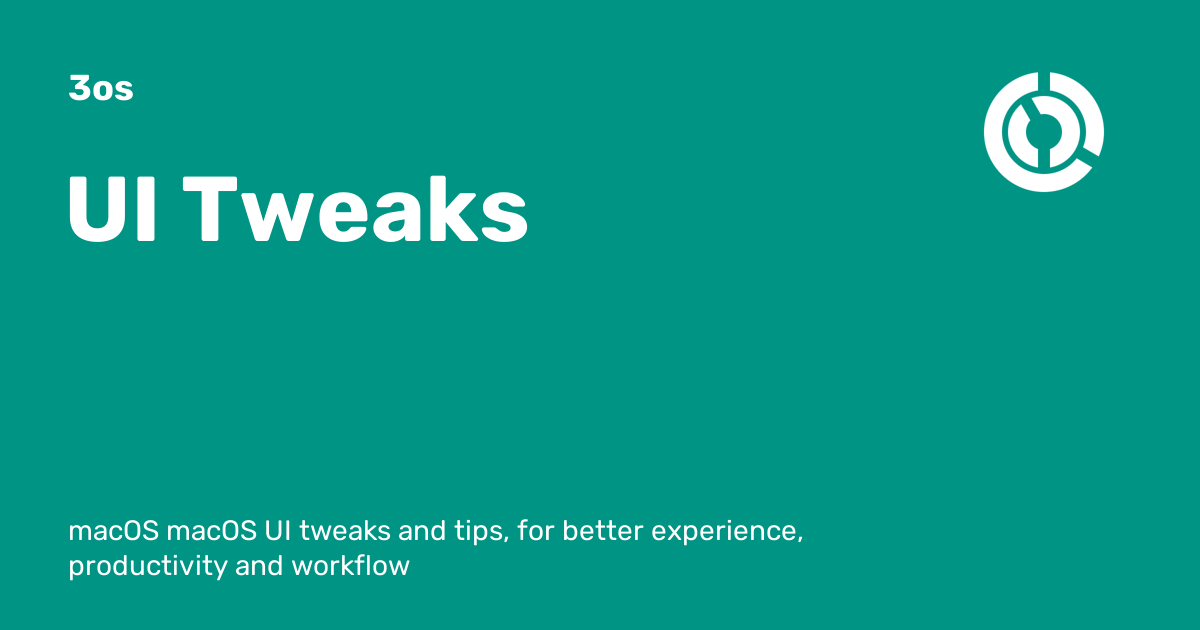 3os
UI Tweaks
macOS macOS UI tweaks and tips, for better experience,
productivity and workflow